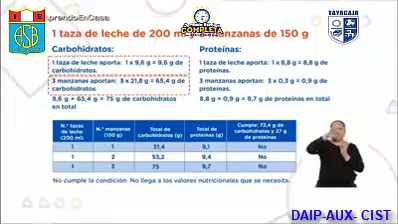 AprendoEnCasa
COMPLETA
TAYACAJA
1 taza de leche de 200 ml manzanas de 150 g
Carbohidratos:
1 taza de leche aporta: 1 x 9,6 g = 9,6 g de
carbohidratos.
3 manzanas aportan: 3 x 21,8 g = 65,4 g de
carbohidratos.
9,6 g + 65,4 g = 75 g de carbohidratos
en total
Proteínas:
1 taza de leche aporta: 1 x 8,8 g = 8,8 g de
proteínas.
3 manzanas aportan: 3 x 0,3 g = 0,9 g de
proteínas.
8,8 g + 0,9 g = 9,7 g de proteínas en total
N.° tazas de leche (200 ml) N.° manzanas (150 g) Total de carbohidratos (g) Total de proteínas (g) Cumple: 72,4 g de carbohidratos y 27 g de proteínas
1 1 31,4 9,1 No
1 2 53,2 9,4 No
1 3 75 9,7 No
No cumple la condición. No llega a los valores nutricionales que se necesita.
DAIP-AUX- CIST